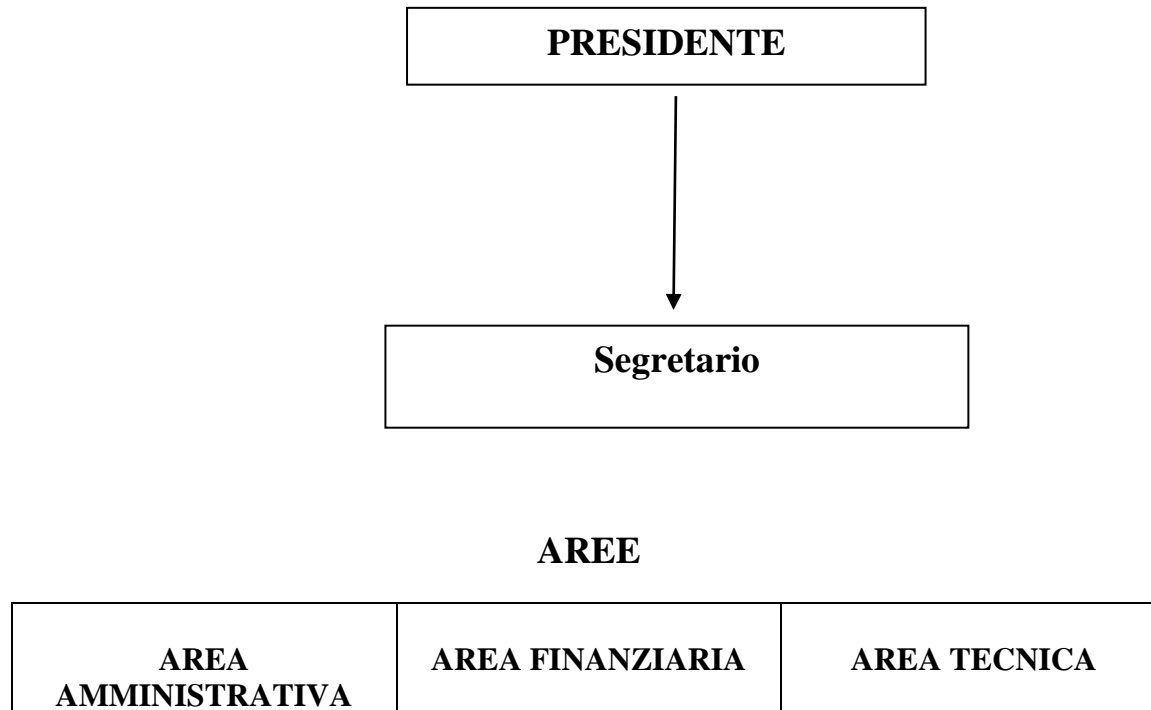 PRESIDENTE
Segretario
AREE
AREA
AMMINISTRATIVA
AREA FINANZIARIA
AREA TECNICA